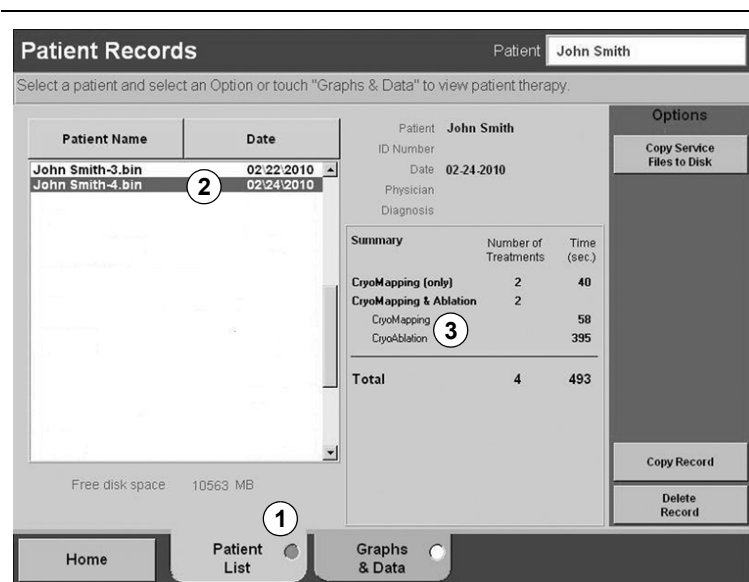 Patient Records
Patient John Smith
Select a patient and select an Option or touch "Graphs & Data" to view patient therapy.
Patient Name Date
John Smith-3.bin 02\22\2010
John Smith-4.bin 02\24\2010
2
Patient John Smith
ID Number
Date 02-24-2010
Physician
Diagnosis
Summary Number of Treatments Time (sec.)
CryoMapping (only) 2 40
CryoMapping & Ablation 2
CryoMapping 58
CryoAblation 395
3
Total 4 493
Options
Copy Service
Files to Disk
Copy Record
Delete
Record
Free disk space 10563 MB
1
Home
Patient
List
Graphs
& Data